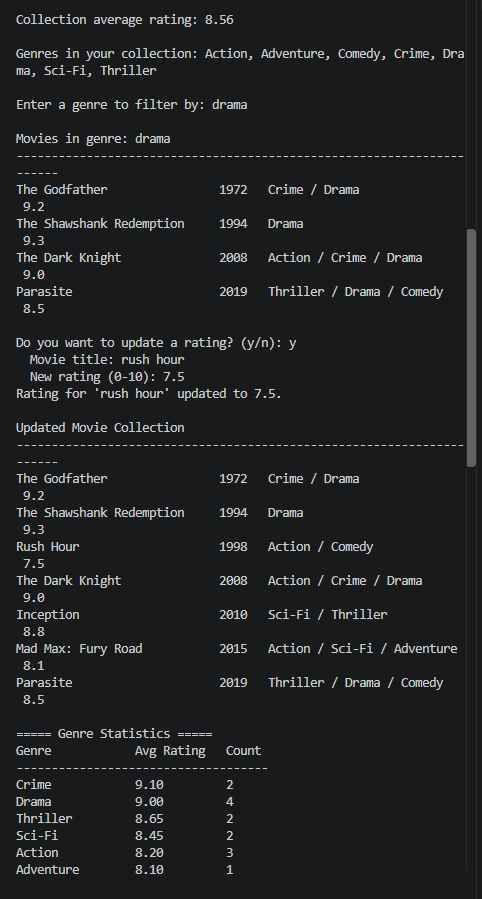 Collection average rating: 8.56
Genres in your collection: Action, Adventure, Comedy, Crime, Dra
ma, Sci-Fi, Thriller
Enter a genre to filter by: drama
Movies in genre: drama
----------------------------------------------------------------
------
The Godfather 1972 Crime / Drama
9.2
The Shawshank Redemption 1994 Drama
9.3
The Dark Knight 2008 Action / Crime / Drama
9.0
Parasite 2019 Thriller / Drama / Comedy
8.5
Do you want to update a rating? (y/n): y
Movie title: rush hour
New rating (0-10): 7.5
Rating for 'rush hour' updated to 7.5.
Updated Movie Collection
----------------------------------------------------------------
------
The Godfather 1972 Crime / Drama
9.2
The Shawshank Redemption 1994 Drama
9.3
Rush Hour 1998 Action / Comedy
7.5
The Dark Knight 2008 Action / Crime / Drama
9.0
Inception 2010 Sci-Fi / Thriller
8.8
Mad Max: Fury Road 2015 Action / Sci-Fi / Adventure
8.1
Parasite 2019 Thriller / Drama / Comedy
8.5
===== Genre Statistics =====
Genre Avg Rating Count
------------------------------------
Crime 9.10 2
Drama 9.00 4
Thriller 8.65 2
Sci-Fi 8.45 2
Action 8.20 3
Adventure 8.10 1